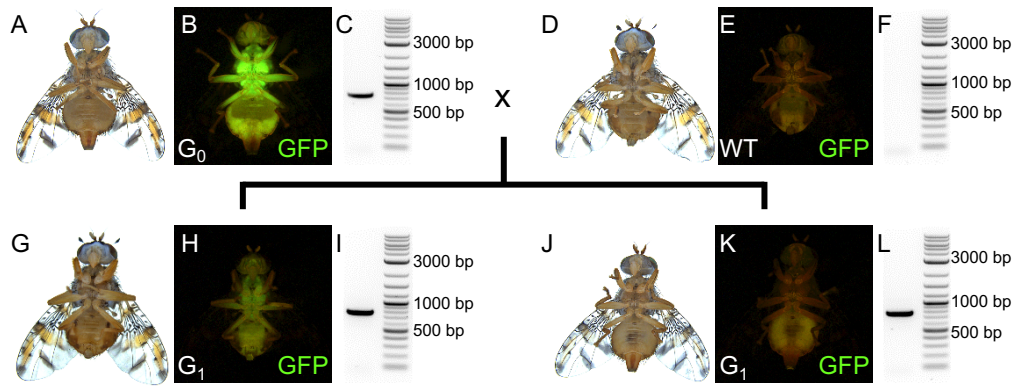 A B C D E F
3000 bp 3000 bp
1000 bp 1000 bp
500 bp 500 bp
x
G₀ GFP WT GFP
G H I J K L
3000 bp 3000 bp
1000 bp 1000 bp
500 bp 500 bp
G₁ GFP G₁ GFP